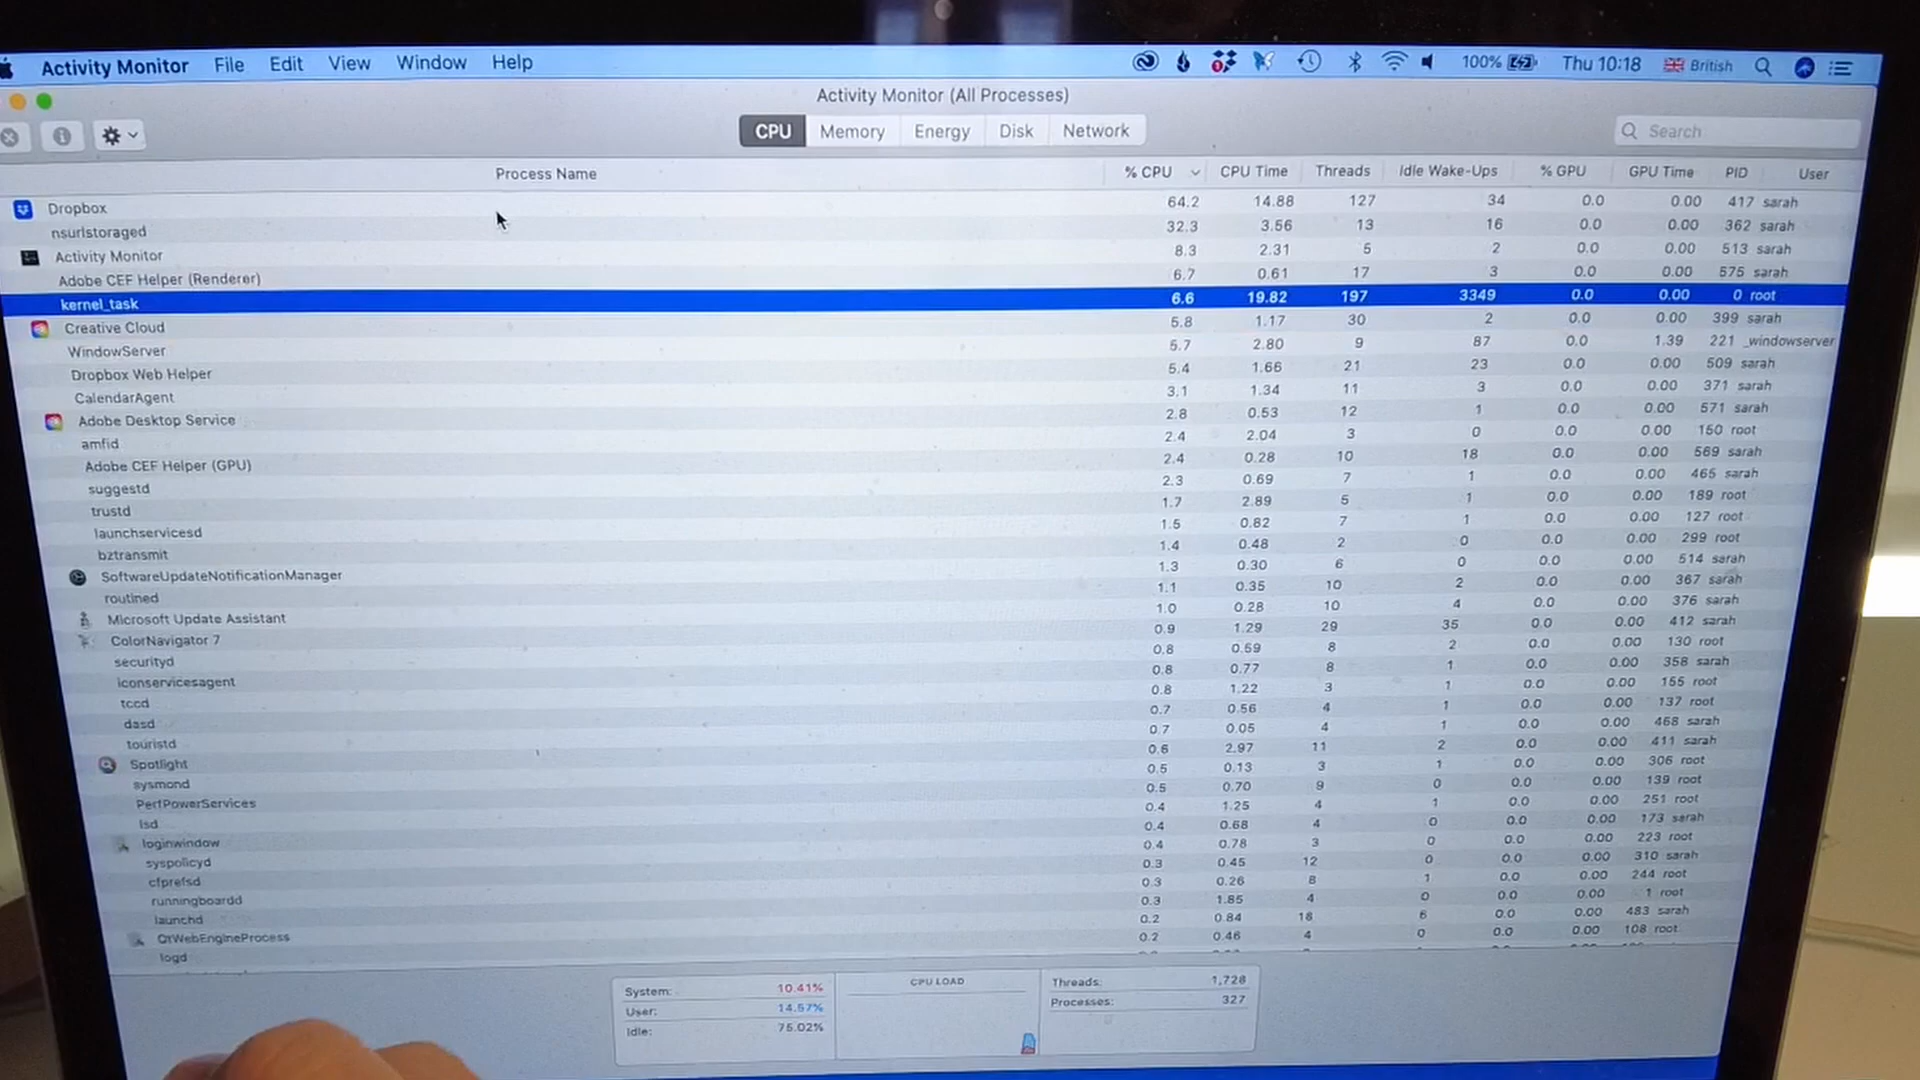 Activity Monitor File Edit View Window Help 1 100% Thu 10:18 British
Activity Monitor (All Processes)
CPU Memory Energy Disk Network Search
Process Name % CPU CPU Time Threads Idle Wake-Ups % GPU GPU Time PID User
Dropbox 64.2 14.88 127 34 0.0 0.00 417 sarah
nsurlstoraged 32.3 3.56 13 16 0.0 0.00 362 sarah
Activity Monitor 8.3 2.31 5 2 0.0 0.00 513 sarah
Adobe CEF Helper (Renderer) 6.7 0.61 17 3 0.0 0.00 575 sarah
kernel_task 6.6 19.82 197 3349 0.0 0.00 0 root
Creative Cloud 5.8 1.17 30 2 0.0 0.00 399 sarah
WindowServer 5.7 2.80 9 87 0.0 1.39 221 _windowserver
Dropbox Web Helper 5.4 1.66 21 23 0.0 0.00 509 sarah
CalendarAgent 3.1 1.34 11 3 0.0 0.00 371 sarah
Adobe Desktop Service 2.8 0.53 12 1 0.0 0.00 571 sarah
amfid 2.4 2.04 3 0 0.0 0.00 150 root
Adobe CEF Helper (GPU) 2.4 0.28 10 18 0.0 0.00 569 sarah
suggestd 2.3 0.69 7 1 0.0 0.00 465 sarah
trustd 1.7 2.89 5 1 0.0 0.00 189 root
launchservicesd 1.5 0.82 7 1 0.0 0.00 127 root
bztransmit 1.4 0.48 2 0 0.0 0.00 299 root
SoftwareUpdateNotificationManager 1.3 0.30 6 0 0.0 0.00 514 sarah
routined 1.1 0.35 10 2 0.0 0.00 367 sarah
Microsoft Update Assistant 1.0 0.28 10 4 0.0 0.00 376 sarah
ColorNavigator 7 0.9 1.29 29 35 0.0 0.00 412 sarah
securityd 0.8 0.59 8 2 0.0 0.00 130 root
iconservicesagent 0.8 0.77 8 1 0.0 0.00 358 sarah
tccd 0.8 1.22 3 1 0.0 0.00 155 root
dasd 0.7 0.56 4 1 0.0 0.00 137 root
touristd 0.7 0.05 4 1 0.0 0.00 468 sarah
Spotlight 0.6 2.97 11 2 0.0 0.00 411 sarah
sysmond 0.5 0.13 3 1 0.0 0.00 306 root
PerfPowerServices 0.5 0.70 9 0 0.0 0.00 139 root
lsd 0.4 1.25 4 1 0.0 0.00 251 root
loginwindow 0.4 0.68 4 0 0.0 0.00 173 sarah
syspolicyd 0.4 0.78 3 0 0.0 0.00 223 root
cfprefsd 0.3 0.45 12 0 0.0 0.00 310 sarah
runningboardd 0.3 0.26 8 1 0.0 0.00 244 root
launchd 0.3 1.85 4 0 0.0 0.00 1 root
QtWebEngineProcess 0.2 0.84 18 6 0.0 0.00 483 sarah
logd 0.2 0.46 4 0 0.0 0.00 108 root
System: 10.41% CPU LOAD Threads: 1,728
User: 14.57% Processes: 327
Idle: 75.02%